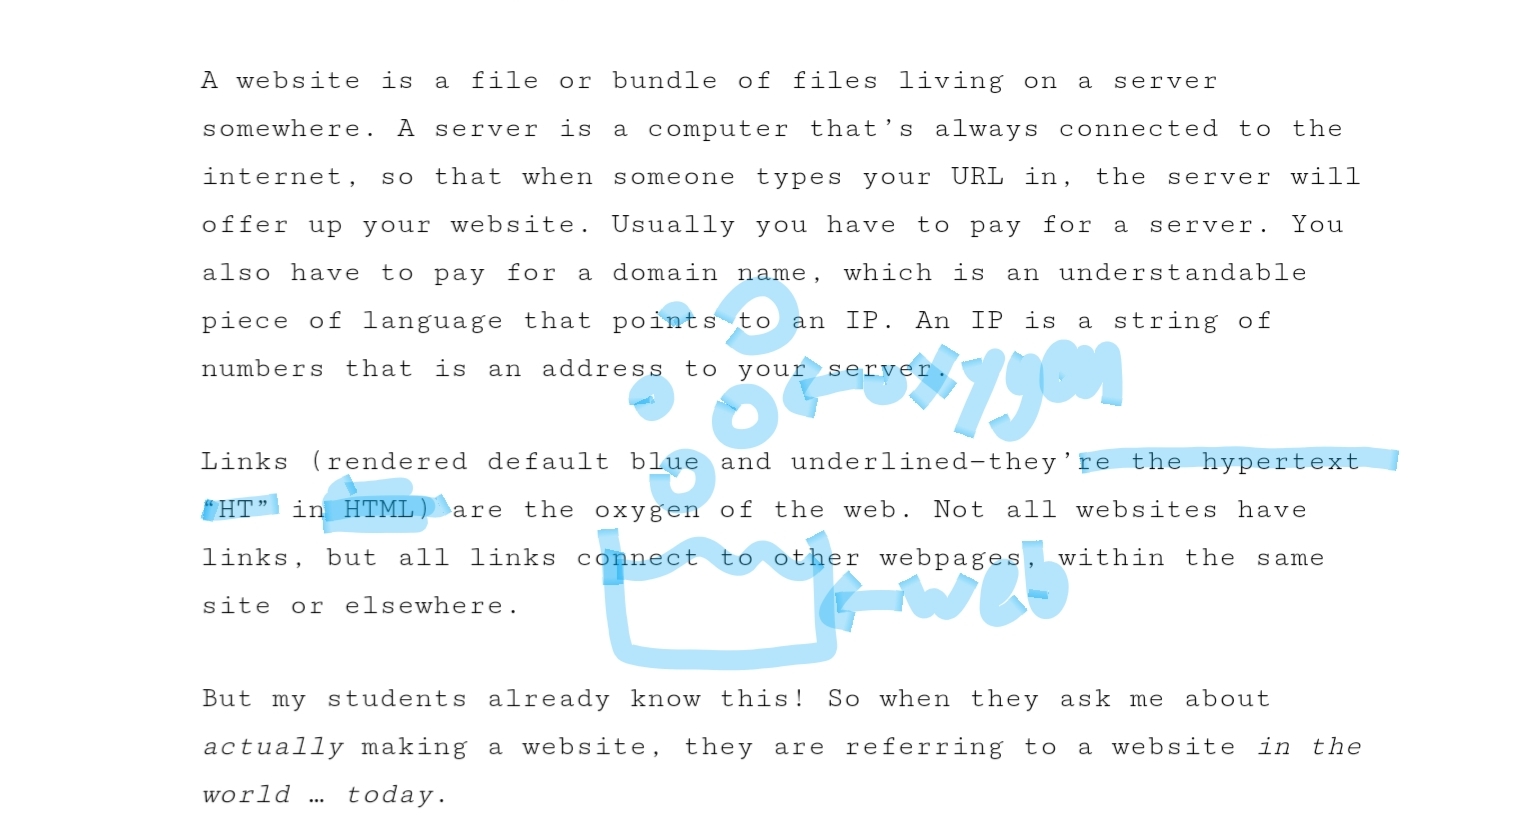 A website is a file or bundle of files living on a server
somewhere. A server is a computer that’s always connected to the
internet, so that when someone types your URL in, the server will
offer up your website. Usually you have to pay for a server. You
also have to pay for a domain name, which is an understandable
piece of language that points to an IP. An IP is a string of
numbers that is an address to your server.
oxygen
Links (rendered default blue and underlined—they’re the hypertext
“HT” in HTML) are the oxygen of the web. Not all websites have
links, but all links connect to other webpages, within the same
web
site or elsewhere.
But my students already know this! So when they ask me about
actually making a website, they are referring to a website in the
world … today.